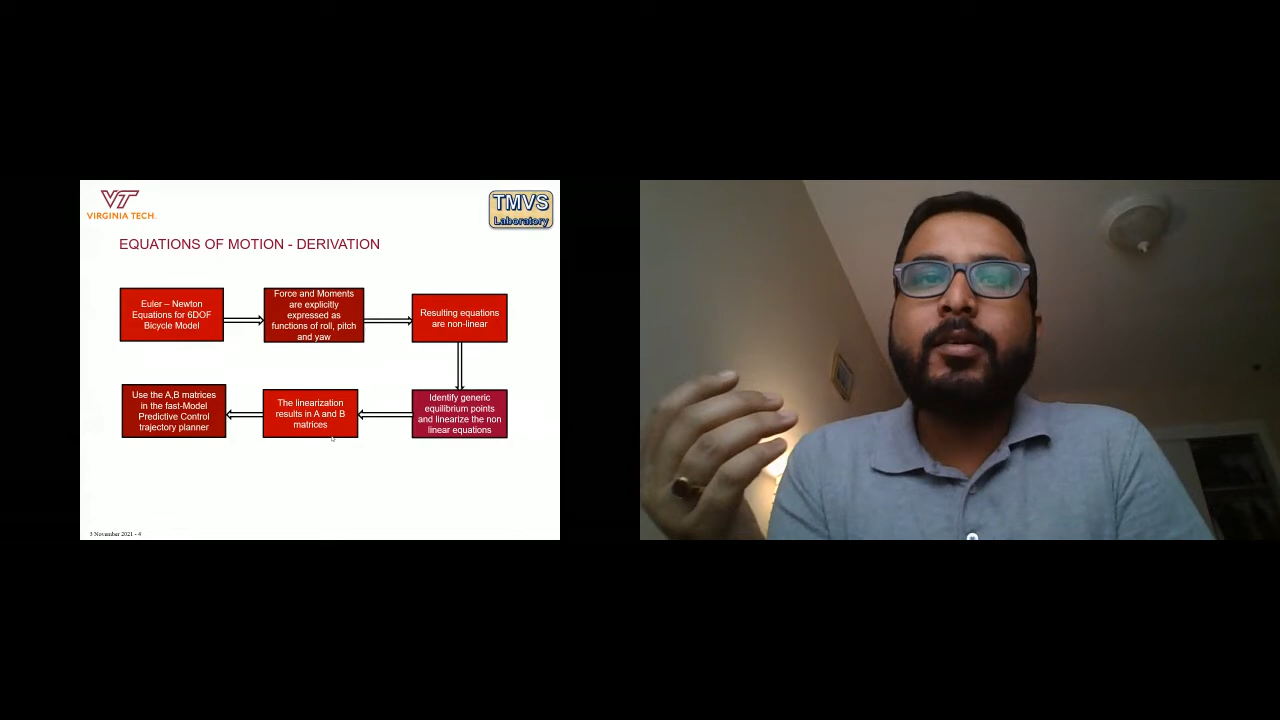 VT
VIRGINIA TECH.
TMVS
Laboratory
EQUATIONS OF MOTION - DERIVATION
Euler – Newton
Equations for 6DOF
Bicycle Model
Force and Moments
are explicitly
expressed as
functions of roll, pitch
and yaw
Resulting equations
are non-linear
Identify generic
equilibrium points
and linearize the non
linear equations
The linearization
results in A and B
matrices
Use the A,B matrices
in the fast-Model
Predictive Control
trajectory planner
3 November 2021 - 4